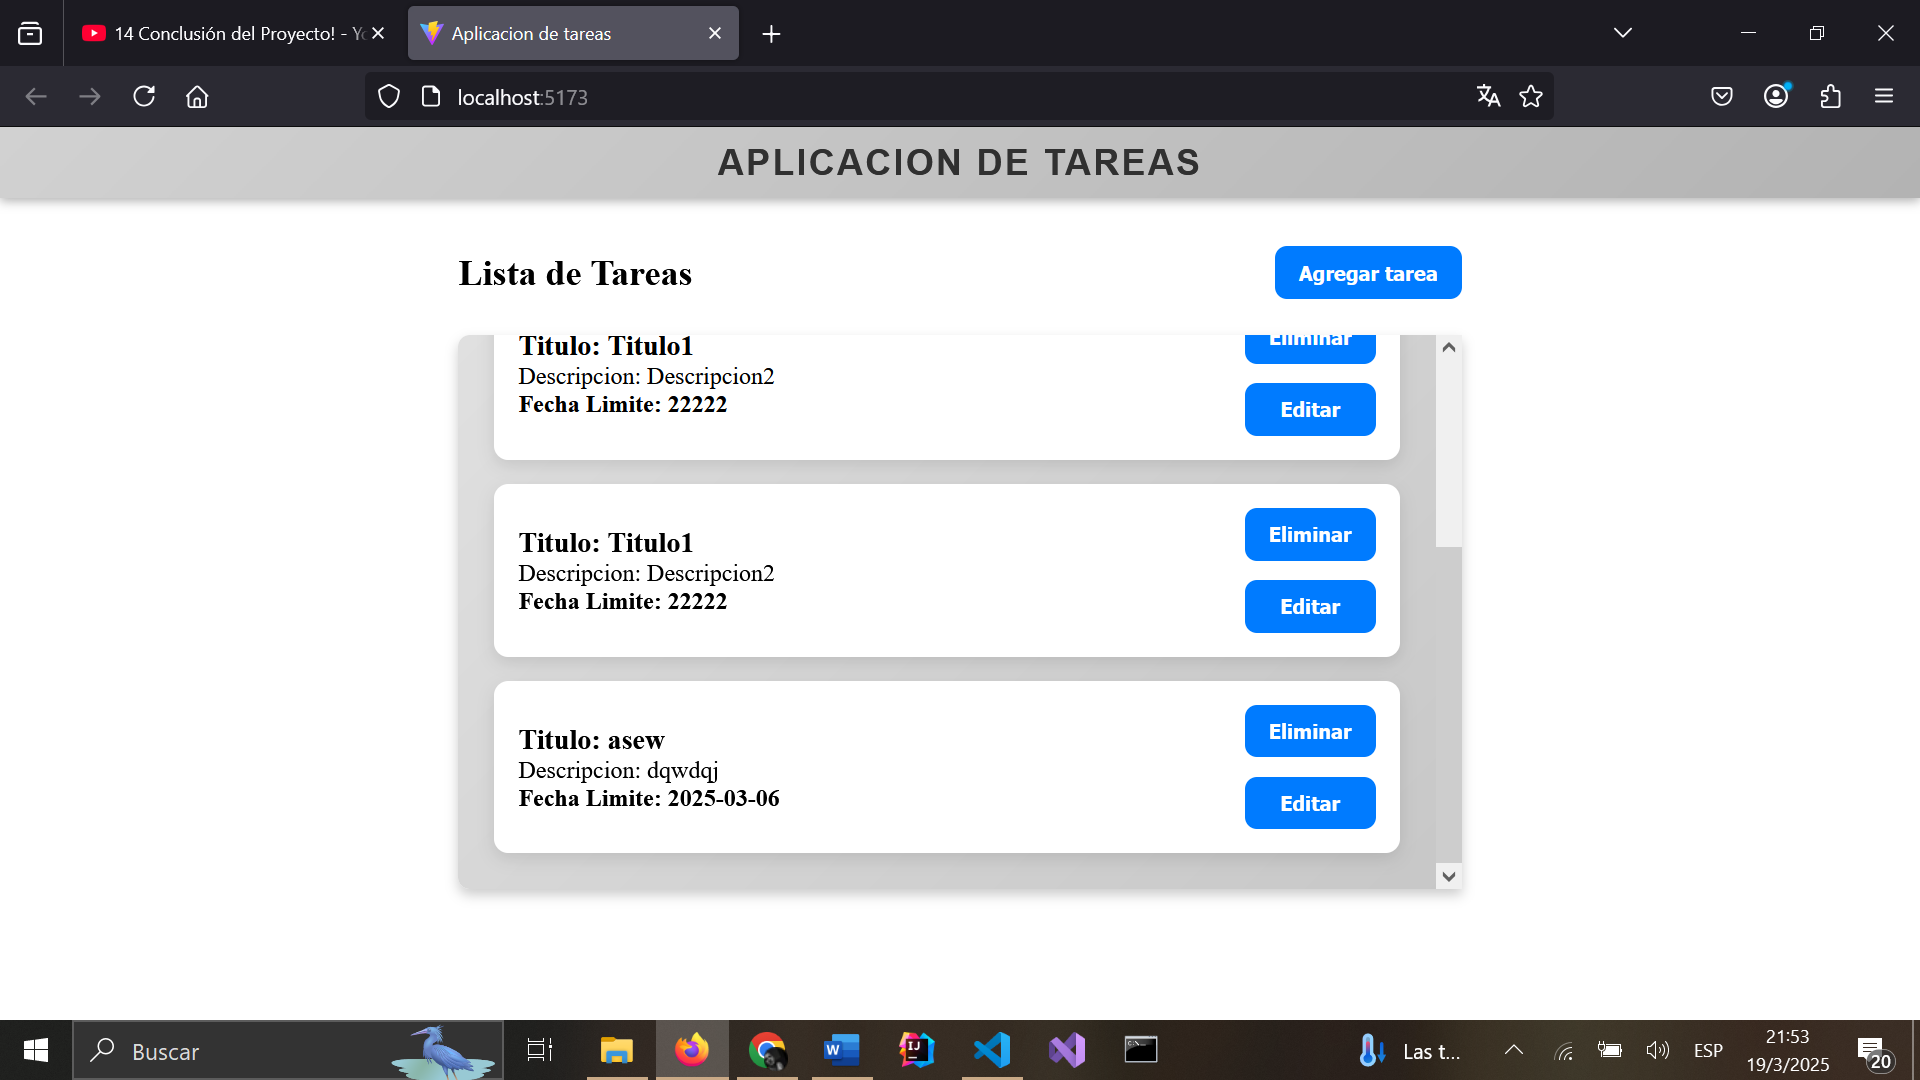 14 Conclusión del Proyecto! - Yo
Aplicacion de tareas
localhost:5173
APLICACION DE TAREAS
Lista de Tareas
Agregar tarea
Titulo: Titulo1
Descripcion: Descripcion2
Fecha Limite: 22222
Eliminar
Editar
Titulo: Titulo1
Descripcion: Descripcion2
Fecha Limite: 22222
Eliminar
Editar
Titulo: asew
Descripcion: dqwdqj
Fecha Limite: 2025-03-06
Eliminar
Editar
Buscar
Las t...
ESP
21:53
19/3/2025
20